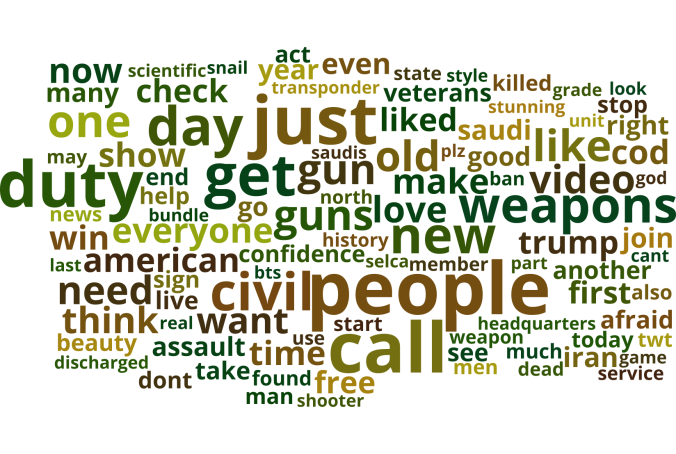 act
now scientific snail year even state style killed grade look
many check transponder veterans stunning stop
one day just liked saudi unit right
may show saudis old plz good like cod
duty end get gun make ban video god
help north
news bundle go guns love weapons
win everyone history new trump join
last american confidence selca member part another cant
need sign bts first also
live civil people
think real want start call headquarters afraid
beauty assault time use weapon today twt
discharged take see much iran game
dont found free men dead service
man shooter